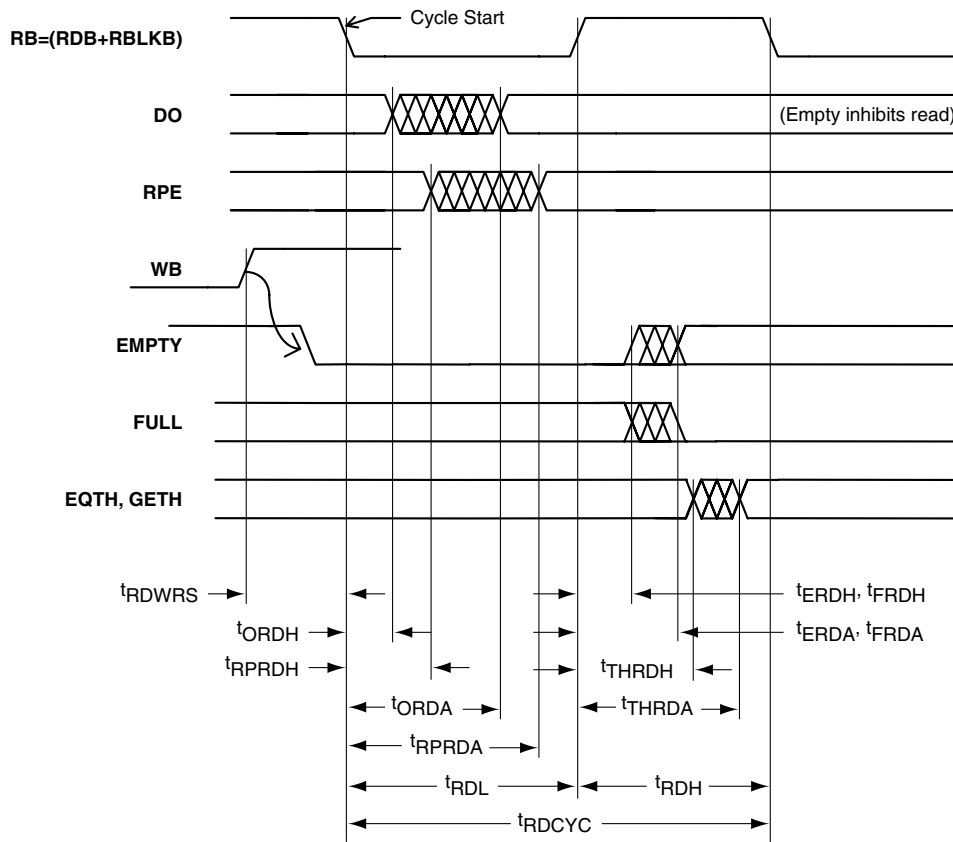 Cycle Start
RB=(RDB+RBLKB)
DO
(Empty inhibits read)
RPE
WB
EMPTY
FULL
EQTH, GETH
tRDWRS
tERDH, tFRDH
tORDH
tERDA, tFRDA
tRPRDH
tTHRDH
tORDA
tTHRDA
tRPRDA
tRDL
tRDH
tRDCYC